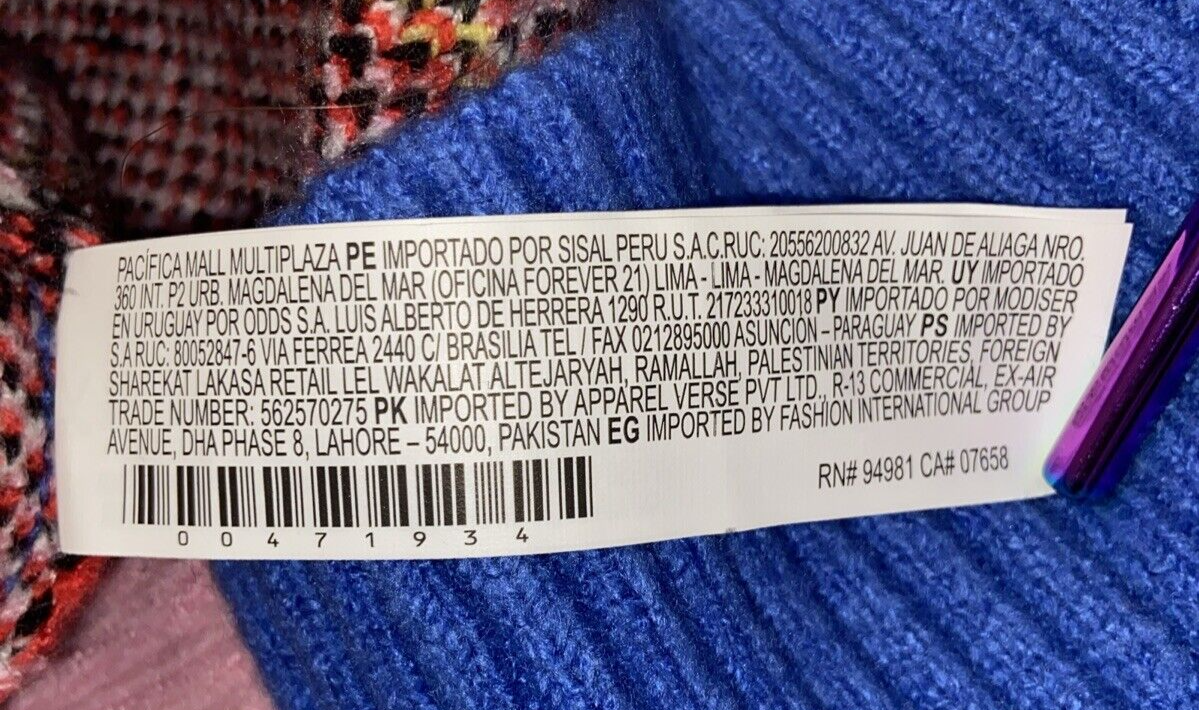 PACÍFICA MALL MULTIPLAZA PE IMPORTADO POR SISAL PERU S.A.C.RUC: 20556200832 AV. JUAN DE ALIAGA NRO.
360 INT. P2 URB. MAGDALENA DEL MAR (OFICINA FOREVER 21) LIMA - LIMA - MAGDALENA DEL MAR. UY IMPORTADO
EN URUGUAY POR ODDS S.A. LUIS ALBERTO DE HERRERA 1290 R.U.T. 217233310018 PY IMPORTADO POR MODISER
S.A RUC: 80052847-6 VIA FERREA 2440 C/ BRASILIA TEL / FAX 0212895000 ASUNCION – PARAGUAY PS IMPORTED BY
SHAREKAT LAKASA RETAIL LEL WAKALAT ALTEJARYAH, RAMALLAH, PALESTINIAN TERRITORIES, FOREIGN
TRADE NUMBER: 562570275 PK IMPORTED BY APPAREL VERSE PVT LTD., R-13 COMMERCIAL, EX-AIR
AVENUE, DHA PHASE 8, LAHORE – 54000, PAKISTAN EG IMPORTED BY FASHION INTERNATIONAL GROUP
RN# 94981 CA# 07658
00471934